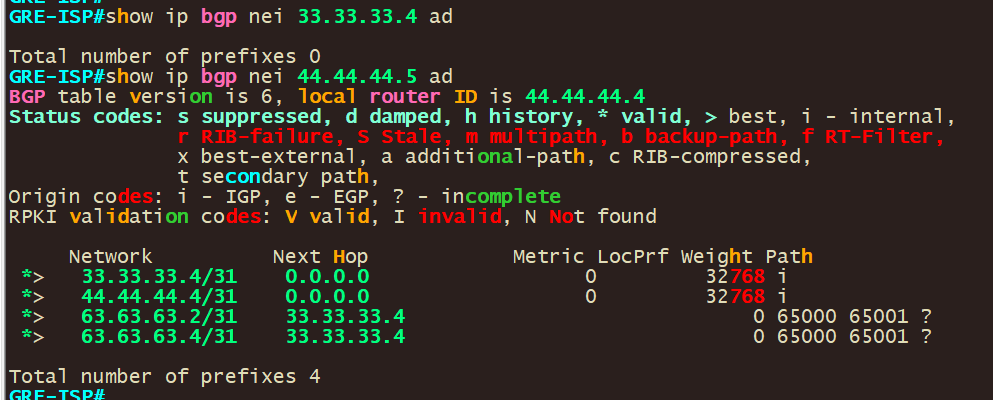 GRE-ISP#show ip bgp nei 33.33.33.4 ad
Total number of prefixes 0
GRE-ISP#show ip bgp nei 44.44.44.5 ad
BGP table version is 6, local router ID is 44.44.44.4
Status codes: s suppressed, d damped, h history, * valid, > best, i - internal,
r RIB-failure, S Stale, m multipath, b backup-path, f RT-Filter,
x best-external, a additional-path, c RIB-compressed,
t secondary path,
Origin codes: i - IGP, e - EGP, ? - incomplete
RPKI validation codes: V valid, I invalid, N Not found
Network Next Hop Metric LocPrf Weight Path
*> 33.33.33.4/31 0.0.0.0 0 32768 i
*> 44.44.44.4/31 0.0.0.0 0 32768 i
*> 63.63.63.2/31 33.33.33.4 0 65000 65001 ?
*> 63.63.63.4/31 33.33.33.4 0 65000 65001 ?
Total number of prefixes 4
GRE-ISP#